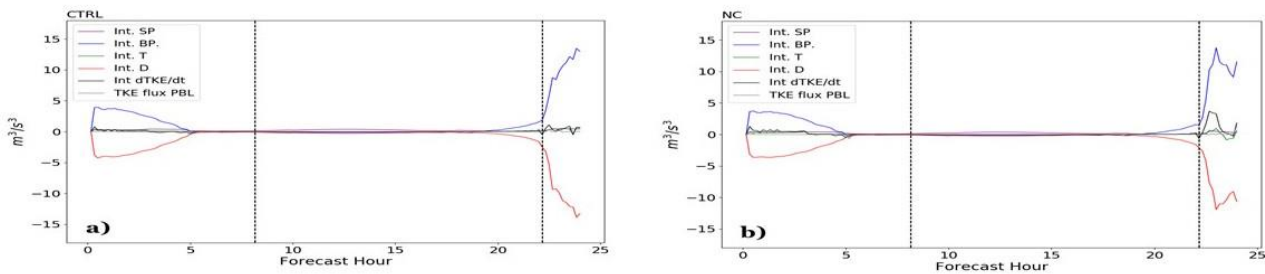 CTRL
15
10
5
0
−5
−10
−15
m³/s³
Int. SP
Int. BP.
Int. T
Int. D
Int dTKE/dt
TKE flux PBL
a)
0 5 10 15 20 25
Forecast Hour
NC
15
10
5
0
−5
−10
−15
m³/s³
Int. SP
Int. BP.
Int. T
Int. D
Int dTKE/dt
TKE flux PBL
b)
0 5 10 15 20 25
Forecast Hour